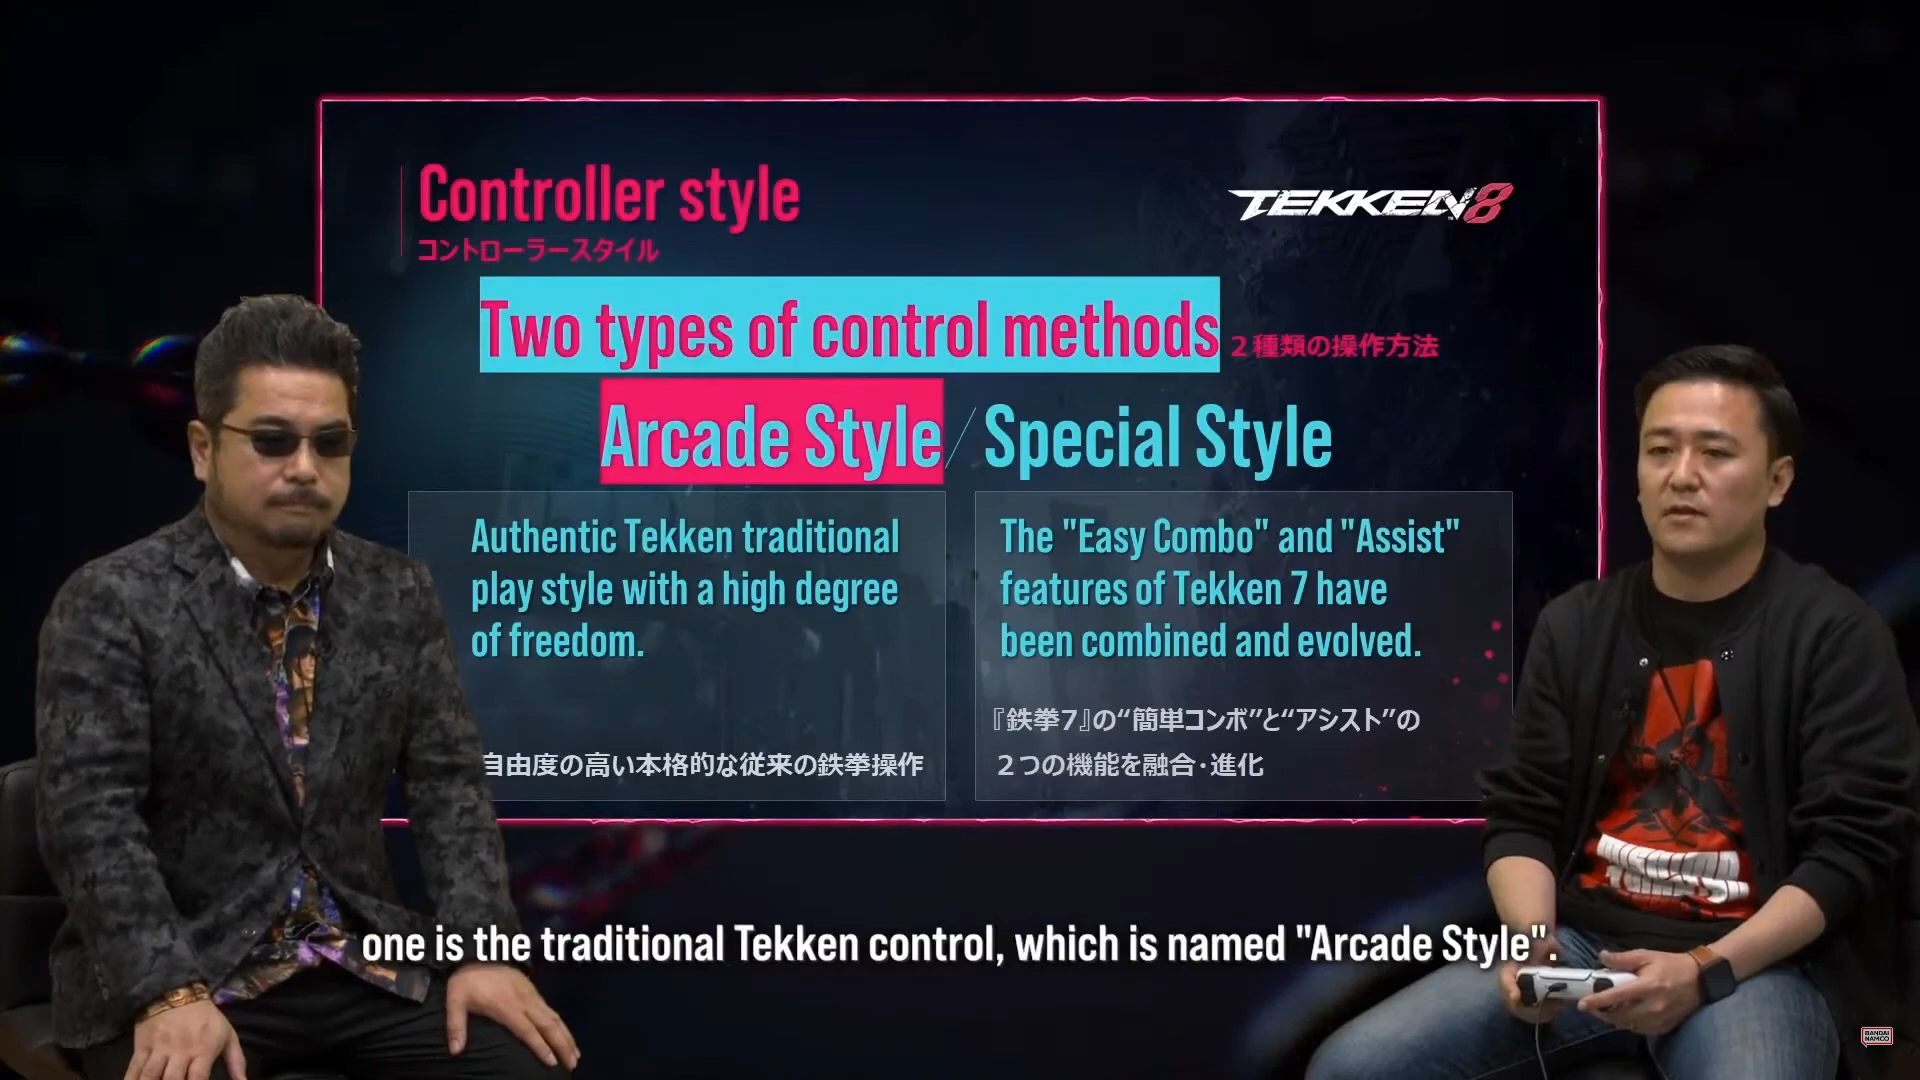 Controller style
コントローラースタイル
TEKKEN 8
Two types of control methods
２種類の操作方法
Arcade Style / Special Style
Authentic Tekken traditional
play style with a high degree
of freedom.
自由度の高い本格的な従来の鉄拳操作
The "Easy Combo" and "Assist"
features of Tekken 7 have
been combined and evolved.
『鉄拳７』の“簡単コンボ”と“アシスト”の
２つの機能を融合・進化
one is the traditional Tekken control, which is named "Arcade Style".
BANDAI
NAMCO